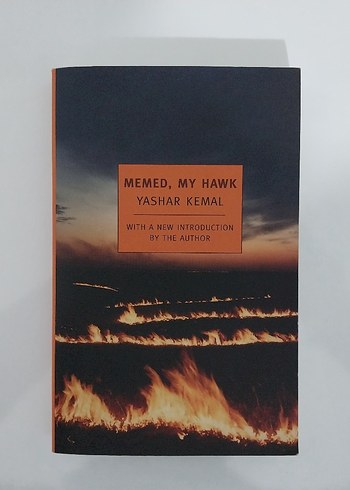 MEMED, MY HAWK
YASHAR KEMAL
WITH A NEW INTRODUCTION
BY THE AUTHOR